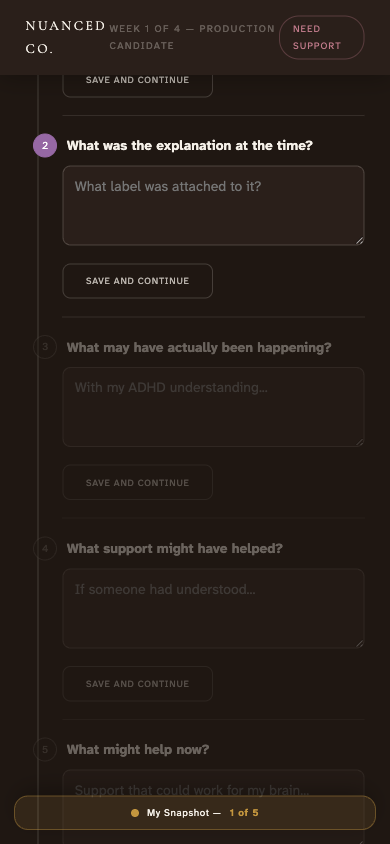 NUANCED CO.
WEEK 1 OF 4 — PRODUCTION CANDIDATE
NEED SUPPORT
SAVE AND CONTINUE
2 What was the explanation at the time?
What label was attached to it?
SAVE AND CONTINUE
3 What may have actually been happening?
With my ADHD understanding...
SAVE AND CONTINUE
4 What support might have helped?
If someone had understood...
SAVE AND CONTINUE
5 What might help now?
Support that could work for my brain...
My Snapshot — 1 of 5